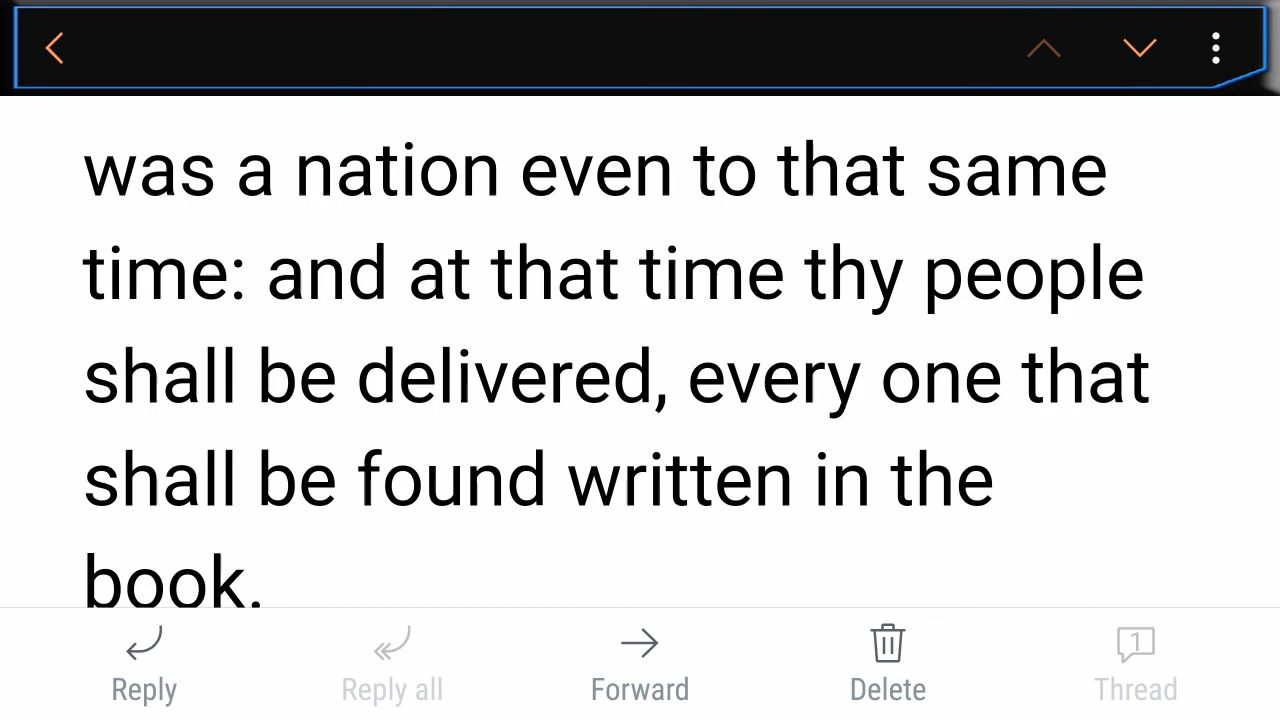 was a nation even to that same
time: and at that time thy people
shall be delivered, every one that
shall be found written in the
book.
Reply
Reply all
Forward
Delete
1
Thread